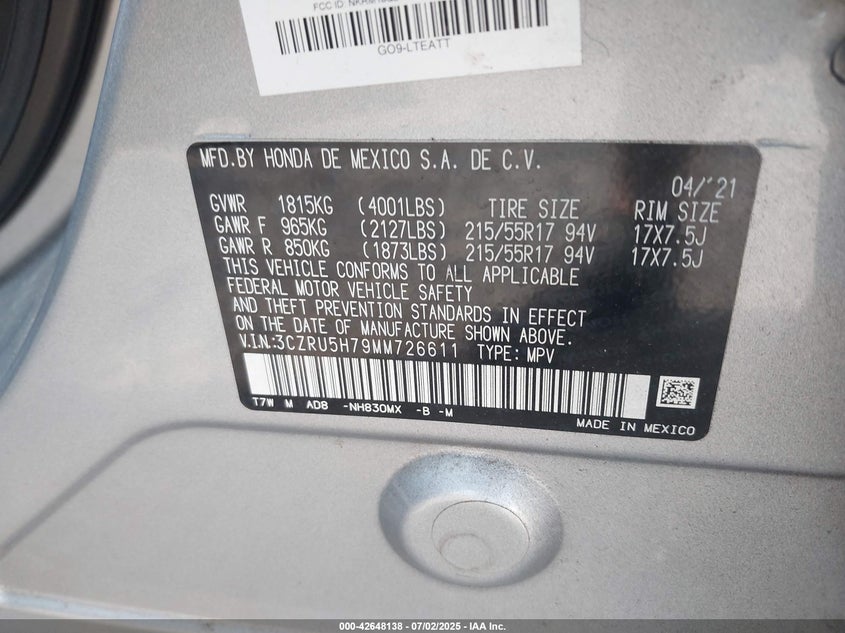 GO9-LTEATT
MFD.BY HONDA DE MEXICO S.A. DE C.V.
04/'21
GVWR 1815KG (4001LBS) TIRE SIZE RIM SIZE
GAWR F 965KG (2127LBS) 215/55R17 94V 17X7.5J
GAWR R 850KG (1873LBS) 215/55R17 94V 17X7.5J
THIS VEHICLE CONFORMS TO ALL APPLICABLE
FEDERAL MOTOR VEHICLE SAFETY
AND THEFT PREVENTION STANDARDS IN EFFECT
ON THE DATE OF MANUFACTURE SHOWN ABOVE.
V.I.N:3CZRU5H79MM726611 TYPE: MPV
T7W M AD8 -NH830MX -B -M
MADE IN MEXICO
000-42648138 - 07/02/2025 - IAA Inc.